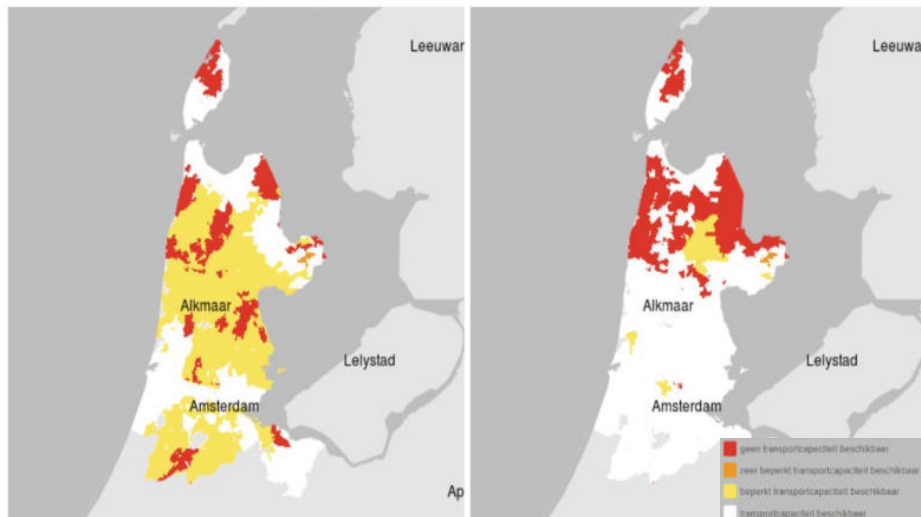 Leeuwar
Alkmaar
Lelystad
Amsterdam
Ap
Leeuwa
Alkmaar
Lelystad
Amsterdam
geen transportcapaciteit beschikbaar
zeer beperkt transportcapaciteit beschikbaar
beperkt transportcapaciteit beschikbaar
transportcapaciteit beschikbaar